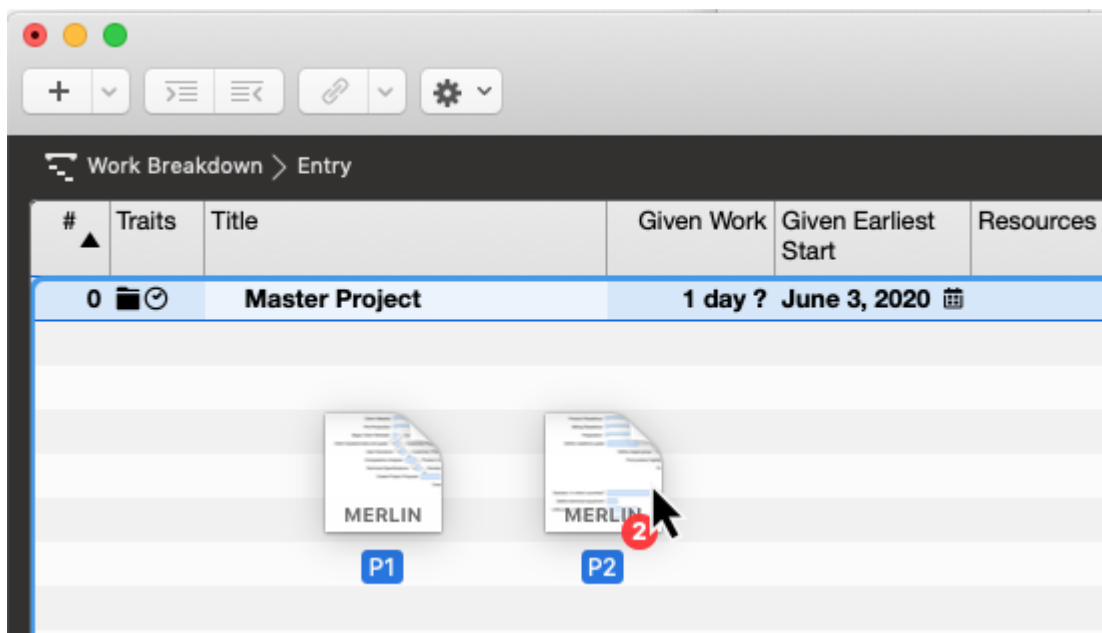 Work Breakdown > Entry
# Traits Title Given Work Given Earliest Start Resources
0 Master Project 1 day ? June 3, 2020
MERLIN MERLIN
2
P1 P2